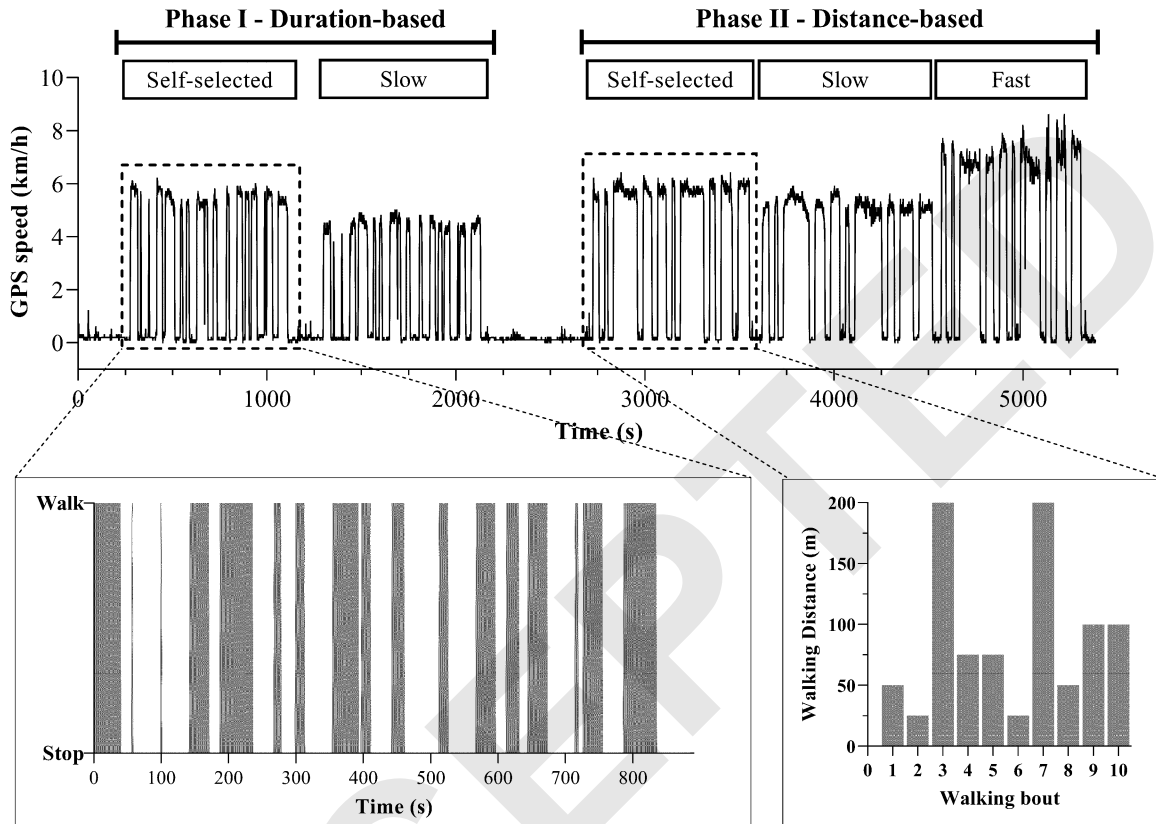 Phase I - Duration-based
Phase II - Distance-based
Self-selected
Slow
Self-selected
Slow
Fast
GPS speed (km/h)
10
8
6
4
2
0
0
1000
2000
3000
4000
5000
Time (s)
Walk
Stop
0
100
200
300
400
500
600
700
800
Time (s)
Walking Distance (m)
200
150
100
50
0
0
1
2
3
4
5
6
7
8
9
10
Walking bout
CEPTED